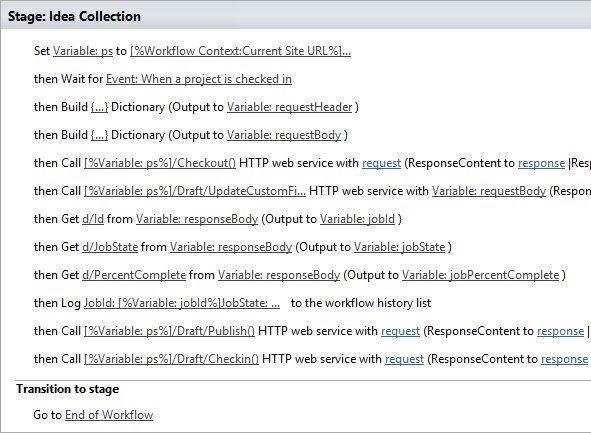 Stage: Idea Collection
Set Variable: ps to [%Workflow Context:Current Site URL%]...
then Wait for Event: When a project is checked in
then Build {...} Dictionary (Output to Variable: requestHeader )
then Build {...} Dictionary (Output to Variable: requestBody )
then Call [%Variable: ps%]/Checkout() HTTP web service with request (ResponseContent to response |Res
then Call [%Variable: ps%]/Draft/UpdateCustomFi... HTTP web service with Variable: requestBody (Respon
then Get d/Id from Variable: responseBody (Output to Variable: jobId )
then Get d/JobState from Variable: responseBody (Output to Variable: jobState )
then Get d/PercentComplete from Variable: responseBody (Output to Variable: jobPercentComplete )
then Log JobId: [%Variable: jobId%]JobState: ... to the workflow history list
then Call [%Variable: ps%]/Draft/Publish() HTTP web service with request (ResponseContent to response |
then Call [%Variable: ps%]/Draft/Checkin() HTTP web service with request (ResponseContent to response
Transition to stage
Go to End of Workflow